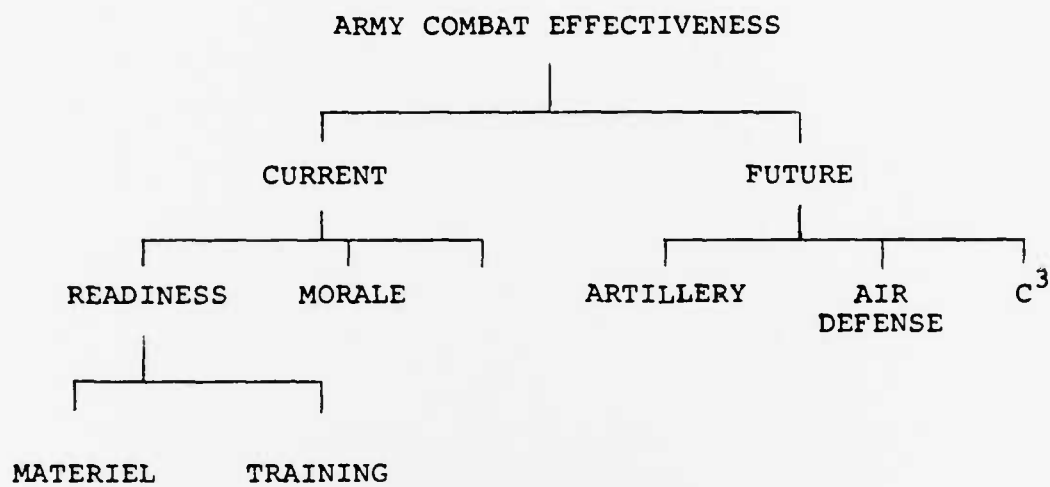 ARMY COMBAT EFFECTIVENESS
CURRENT FUTURE
READINESS MORALE ARTILLERY AIR DEFENSE C³
MATERIEL TRAINING